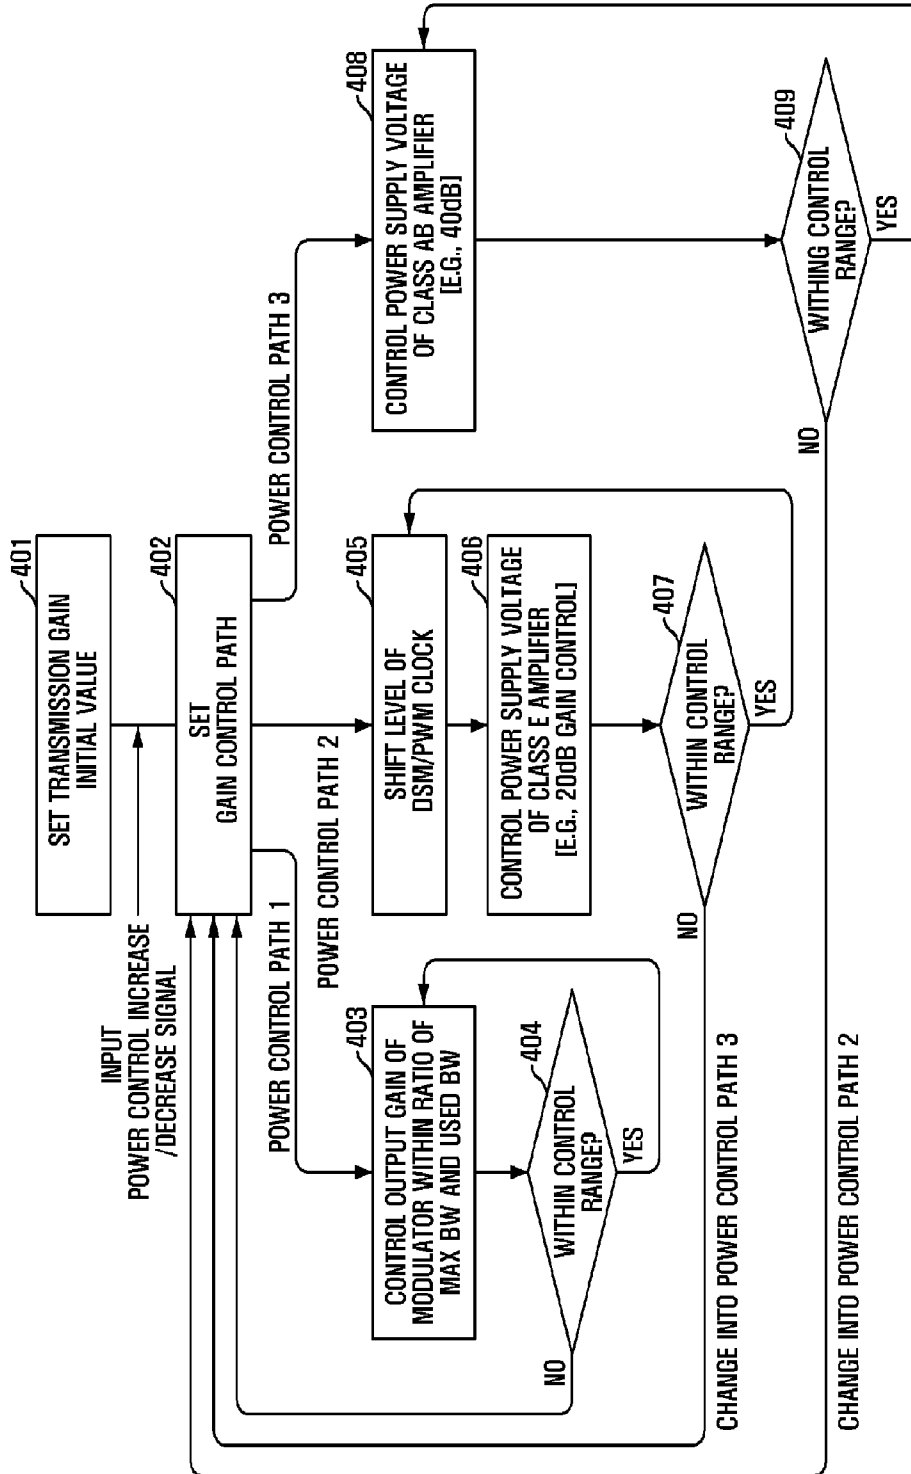 401
SET TRANSMISSION GAIN
INITIAL VALUE
INPUT
POWER CONTROL INCREASE
/DECREASE SIGNAL
402
SET
GAIN CONTROL PATH
POWER CONTROL PATH 1
POWER CONTROL PATH 2
POWER CONTROL PATH 3
403
CONTROL OUTPUT GAIN OF
MODULATOR WITHIN RATIO OF
MAX BW AND USED BW
404
WITHIN CONTROL
RANGE?
YES
NO
405
SHIFT LEVEL OF
DSM/PWM CLOCK
406
CONTROL POWER SUPPLY VOLTAGE
OF CLASS E AMPLIFIER
[E.G., 20dB GAIN CONTROL]
407
WITHIN CONTROL
RANGE?
YES
NO
CHANGE INTO POWER CONTROL PATH 3
408
CONTROL POWER SUPPLY VOLTAGE
OF CLASS AB AMPLIFIER
[E.G., 40dB]
409
WITHING CONTROL
RANGE?
YES
NO
CHANGE INTO POWER CONTROL PATH 2